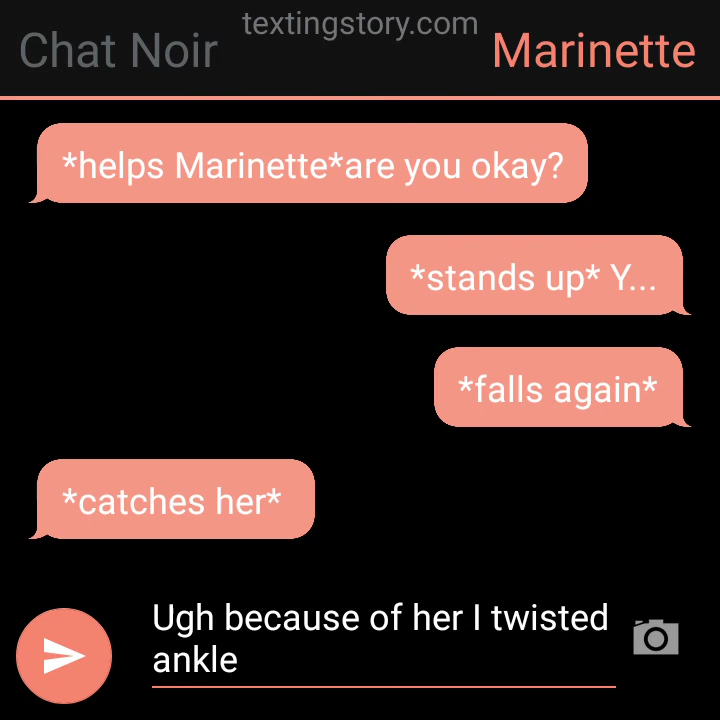 textingstory.com
Chat Noir
Marinette
*helps Marinette*are you okay?
*stands up* Y...
*falls again*
*catches her*
Ugh because of her I twisted
ankle